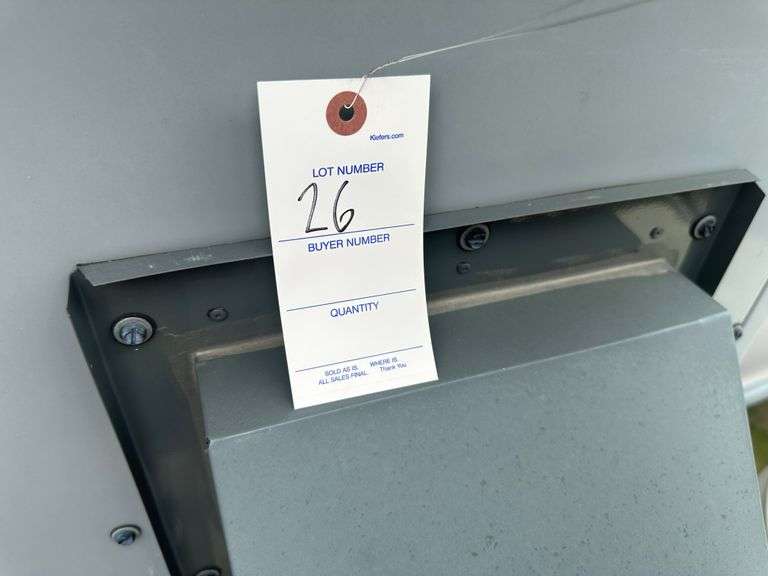 Kiefers.com
LOT NUMBER
26
BUYER NUMBER
QUANTITY
SOLD AS IS. WHERE IS
ALL SALES FINAL. Thank You